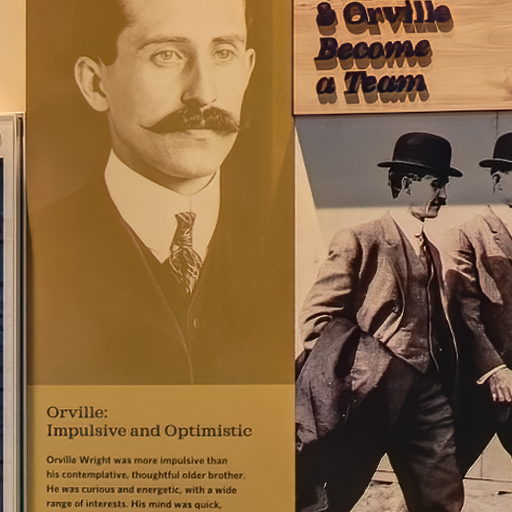 & Orville
Become
a Team
Orville:
Impulsive and Optimistic
Orville Wright was more impulsive than
his contemplative, thoughtful older brother.
He was curious and energetic, with a wide
range of interests. His mind was quick,